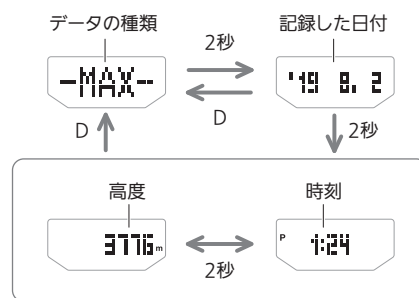 データの種類
記録した日付
2秒
-MAX--
'19 8. 2
D
D
2秒
高度
時刻
3776m
P 1:24
2秒